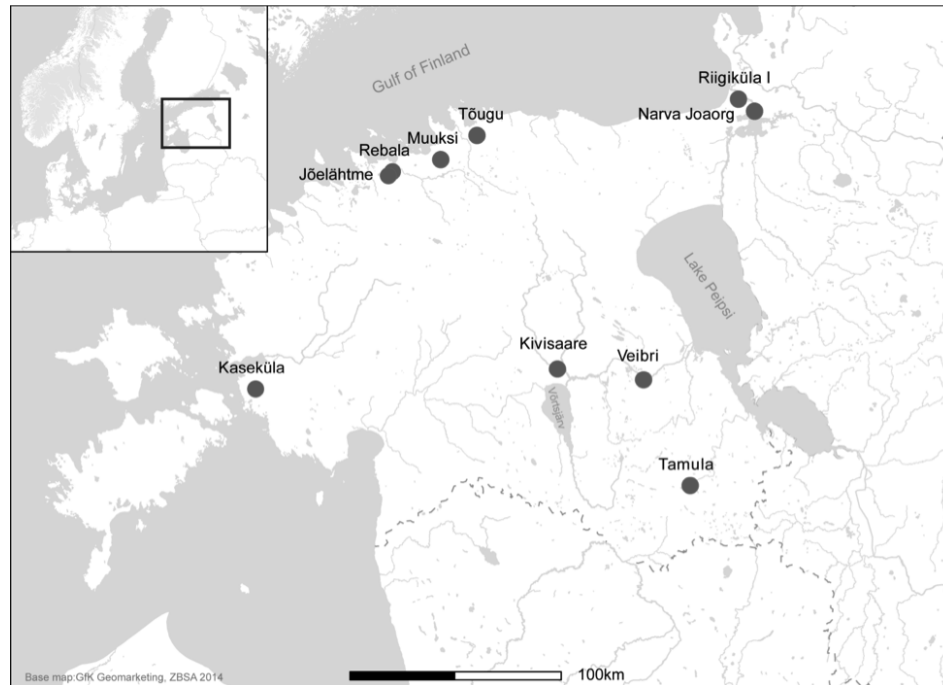 Gulf of Finland
Riigiküla I
Narva Joaorg
Tõugu
Muuksi
Rebala
Jõelähtme
Lake Peipsi
Kivisaare
Veibri
Kaseküla
Võrtsjärv
Tamula
Base map:GfK Geomarketing, ZBSA 2014
100km